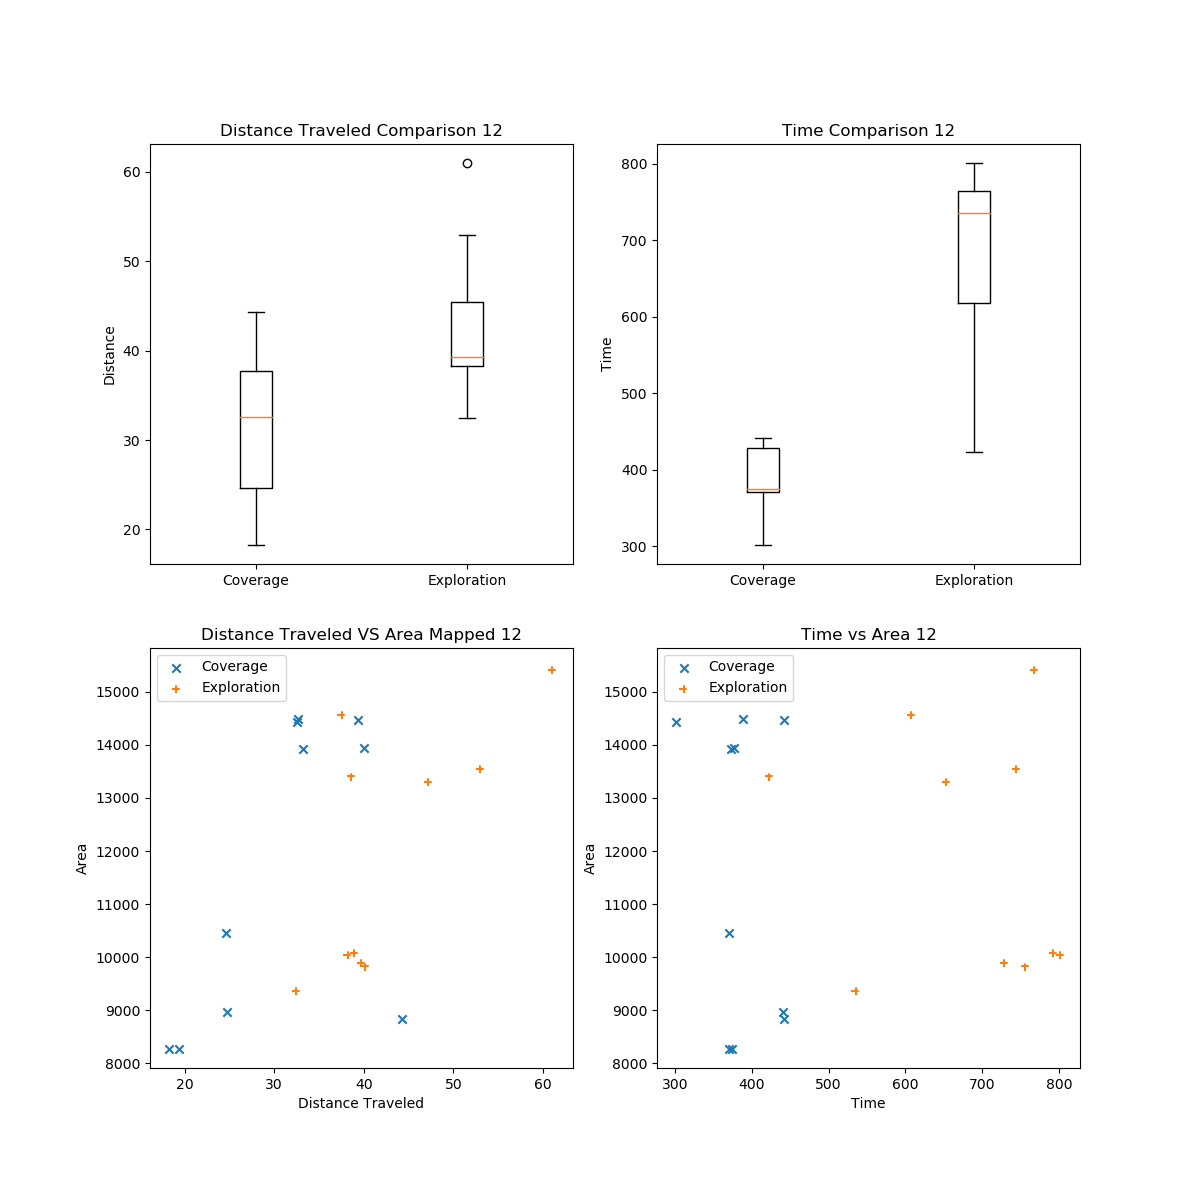 Distance Traveled Comparison 12
60
50
40
30
20
Distance
Coverage Exploration
Time Comparison 12
800
700
600
500
400
300
Time
Coverage Exploration
Distance Traveled VS Area Mapped 12
Coverage
Exploration
15000
14000
13000
12000
11000
10000
9000
8000
Area
20 30 40 50 60
Distance Traveled
Time vs Area 12
Coverage
Exploration
15000
14000
13000
12000
11000
10000
9000
8000
Area
300 400 500 600 700 800
Time